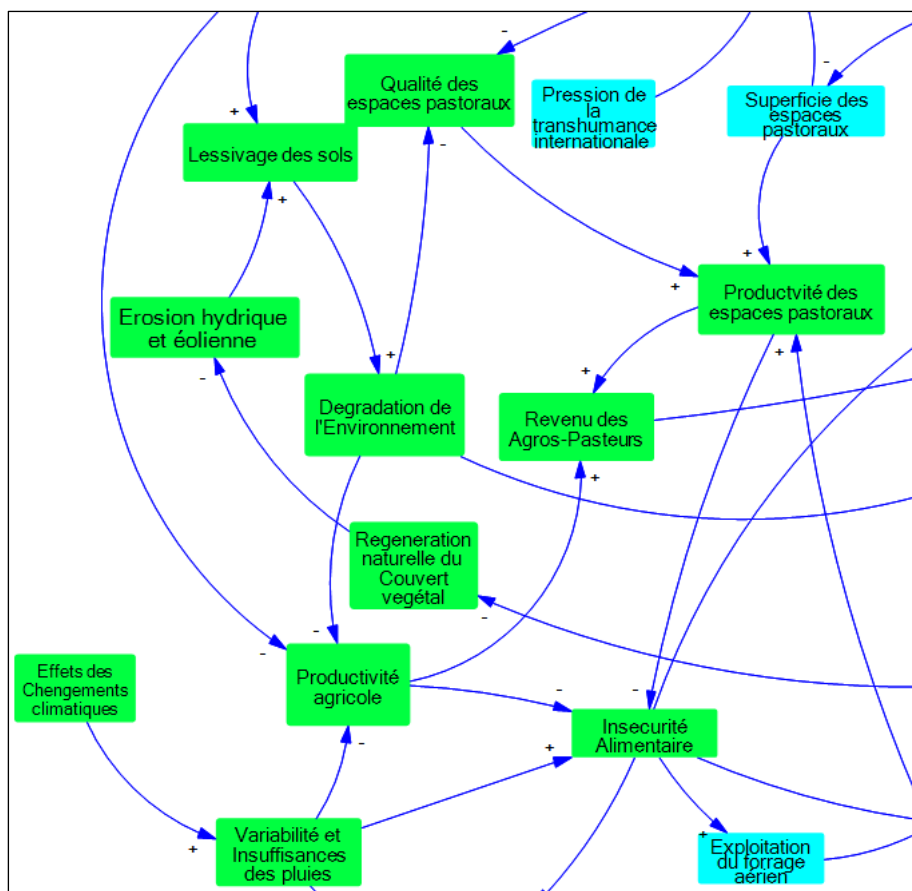 -
-
Qualité des
espaces pastoraux
-
Pression de
la
transhumance
internationale
Superficie des
espaces
pastoraux
+
Lessivage des sols
+
+
+
Productvité des
espaces pastoraux
+
Erosion hydrique
et éolienne
-
+
Degradation de
l'Environnement
+
Revenu des
Agros-Pasteurs
+
+
Regeneration
naturelle du
Couvert
vegétal
-
-
-
Productivité
agricole
-
-
Effets des
Chengements
climatiques
Insecurité
Alimentaire
-
+
+
Variabilité et
Insuffisances
des pluies
+
Exploitation
du forrage
aérien